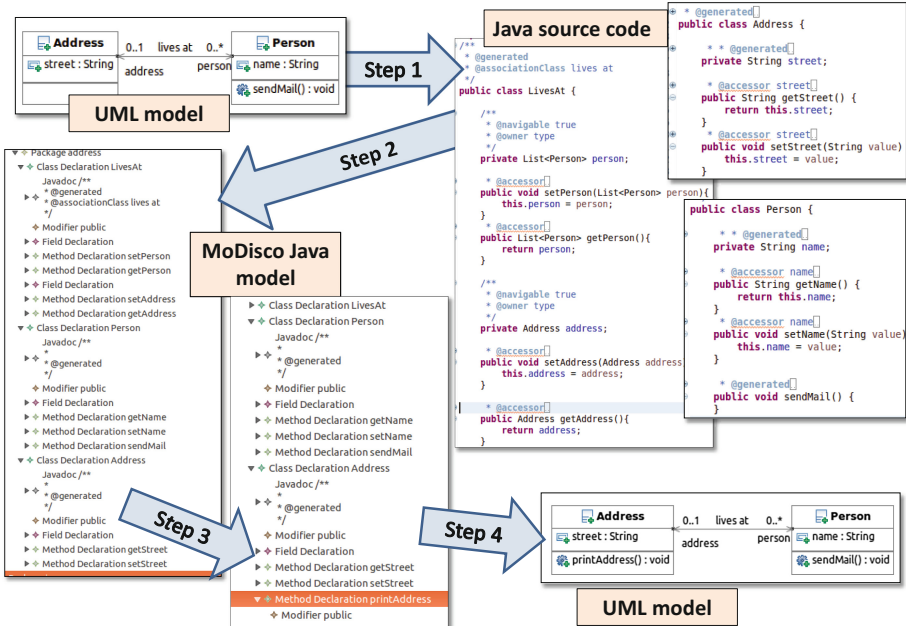 Address
street : String
0..1 lives at 0..*
address
person
Person
name : String
sendMail() : void
UML model
Step 1
Java source code
/**
* @generated
* @associationClass lives at
*/
public class LivesAt {
/**
* @navigable true
* @owner type
*/
private List<Person> person;
* @accessor
public void setPerson(List<Person> person){
this.person = person;
}
* @accessor
public List<Person> getPerson(){
return person;
}
/**
* @navigable true
* @owner type
*/
private Address address;
* @accessor
public void setAddress(Address address)
this.address = address;
}
* @accessor
public Address getAddress(){
return address;
}
* @generated
public class Address {
* * @generated
private String street;
* @accessor street
public String getStreet() {
return this.street;
}
* @accessor street
public void setStreet(String value)
this.street = value;
}
public class Person {
* * @generated
private String name;
* @accessor name
public String getName() {
return this.name;
}
* @accessor name
public void setName(String value)
this.name = value;
}
* @generated
public void sendMail() {
}
Step 2
Package address
Class Declaration LivesAt
Javadoc /**
* @generated
* @associationClass lives at
*/
Modifier public
Field Declaration
Method Declaration setPerson
Method Declaration getPerson
Field Declaration
Method Declaration setAddress
Method Declaration getAddress
Class Declaration Person
Javadoc /**
*
* @generated
*/
Modifier public
Field Declaration
Method Declaration getName
Method Declaration setName
Method Declaration sendMail
Class Declaration Address
Javadoc /**
*
* @generated
*/
Modifier public
Field Declaration
Method Declaration getStreet
Method Declaration setStreet
MoDisco Java
model
Step 3
Class Declaration LivesAt
Class Declaration Person
Javadoc /**
*
* @generated
*/
Modifier public
Field Declaration
Method Declaration getName
Method Declaration setName
Method Declaration sendMail
Class Declaration Address
Javadoc /**
*
* @generated
*/
Modifier public
Field Declaration
Method Declaration getStreet
Method Declaration setStreet
Method Declaration printAddress
Modifier public
Step 4
Address
street : String
printAddress() : void
0..1 lives at 0..*
address
person
Person
name : String
sendMail() : void
UML model